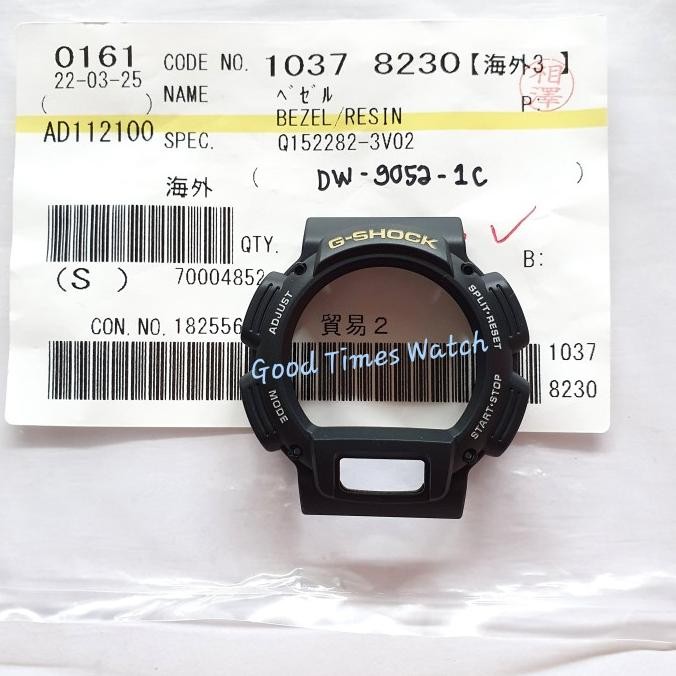 0161 CODE NO. 1037 8230【海外3 】
22-03-25
( ) NAME ベゼル P:
相澤
BEZEL/RESIN
AD112100 SPEC. Q152282-3V02
海外 ( DW-9052-1C )
QTY. B:
(S ) 70004852
CON.NO.182556 貿易2
1037
8230
G-SHOCK
ADJUST
SPLIT·RESET
MODE
START·STOP
Good Times Watch